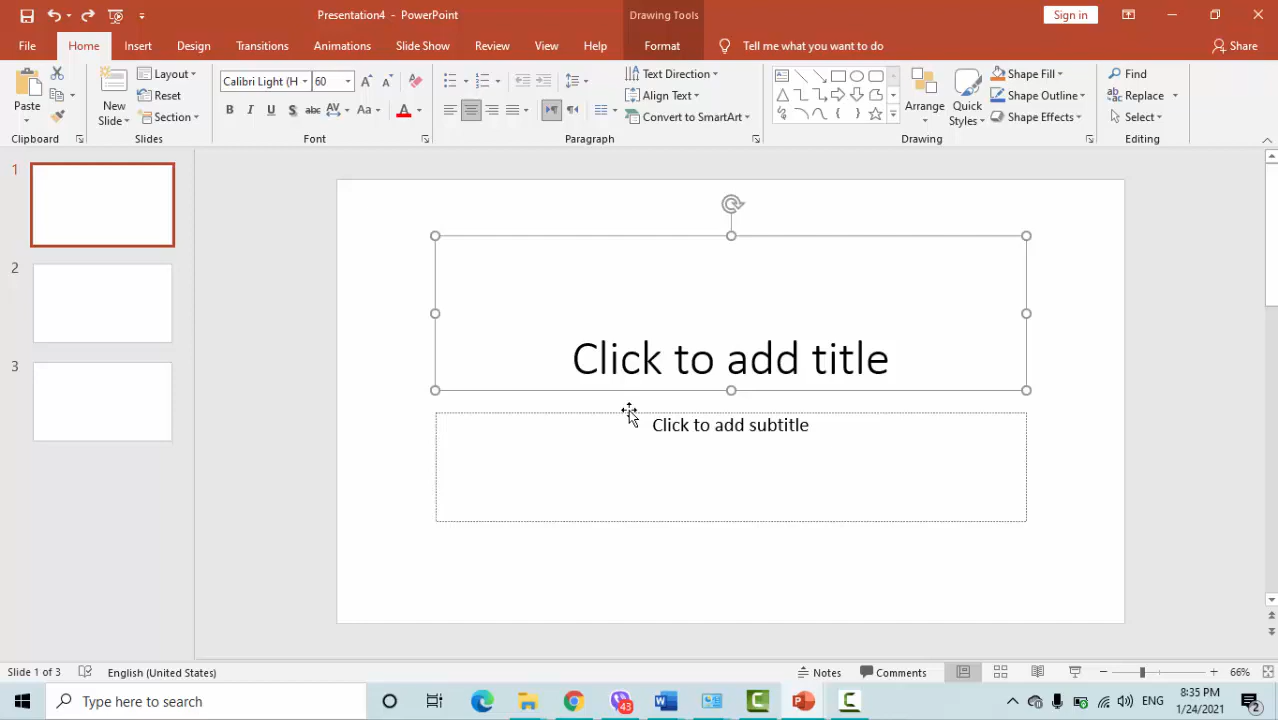 Presentation4 - PowerPoint
Drawing Tools
Sign in
File
Home
Insert
Design
Transitions
Animations
Slide Show
Review
View
Help
Format
Tell me what you want to do
Share
Paste
Clipboard
New
Slide
Layout
Reset
Section
Slides
Calibri Light (H
60
A
A
B
I
U
S
abc
AV
Aa
A
Font
Text Direction
Align Text
Convert to SmartArt
Paragraph
Arrange
Quick
Styles
Shape Fill
Shape Outline
Shape Effects
Drawing
Find
Replace
Select
Editing
1
2
3
Click to add title
Click to add subtitle
Slide 1 of 3
English (United States)
Notes
Comments
66%
Type here to search
43
ENG
8:35 PM
1/24/2021
2